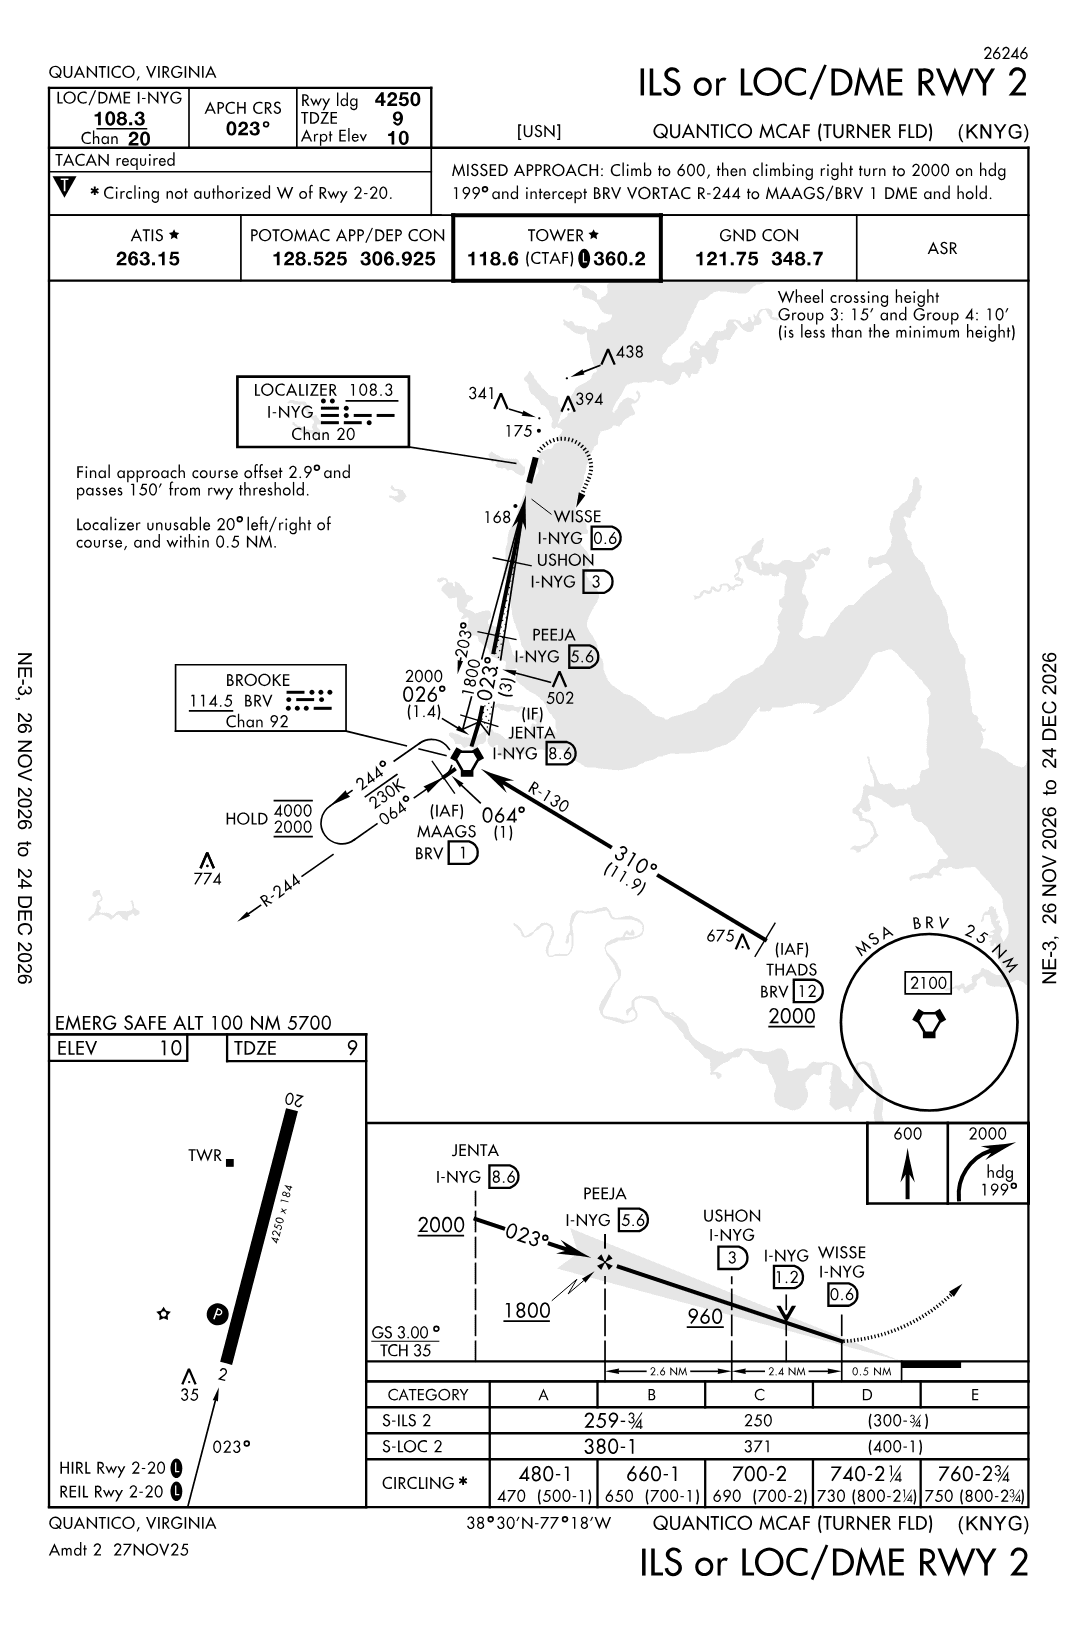 26246
QUANTICO, VIRGINIA
ILS or LOC/DME RWY 2
LOC/DME I-NYG
108.3
Chan 20
APCH CRS
023°
Rwy ldg 4250
TDZE 9
Arpt Elev 10
[USN]
QUANTICO MCAF (TURNER FLD) (KNYG)
TACAN required
T
* Circling not authorized W of Rwy 2-20.
MISSED APPROACH: Climb to 600, then climbing right turn to 2000 on hdg
199° and intercept BRV VORTAC R-244 to MAAGS/BRV 1 DME and hold.
ATIS ★
263.15
POTOMAC APP/DEP CON
128.525 306.925
TOWER ★
118.6 (CTAF) L 360.2
GND CON
121.75 348.7
ASR
Wheel crossing height
Group 3: 15' and Group 4: 10'
(is less than the minimum height)
438
341
394
175
LOCALIZER 108.3
I-NYG
Chan 20
Final approach course offset 2.9° and
passes 150' from rwy threshold.
Localizer unusable 20° left/right of
course, and within 0.5 NM.
168
WISSE
I-NYG 0.6
USHON
I-NYG 3
PEEJA
I-NYG 5.6
203°
1800
023°
(3)
502
2000
026°
(1.4)
(IF)
JENTA
I-NYG 8.6
BROOKE
114.5 BRV
Chan 92
244°
230K
064°
HOLD 4000
2000
(IAF)
MAAGS
BRV 1
064°
(1)
R-130
310°
(11.9)
774
R-244
675
(IAF)
THADS
BRV 12
2000
MSA BRV 25 NM
2100
NE-3, 26 NOV 2026 to 24 DEC 2026
NE-3, 26 NOV 2026 to 24 DEC 2026
EMERG SAFE ALT 100 NM 5700
ELEV 10
TDZE 9
20
TWR
4250 x 184
P
2
35
023°
HIRL Rwy 2-20 L
REIL Rwy 2-20 L
600
2000
hdg
199°
JENTA
I-NYG 8.6
2000
023°
PEEJA
I-NYG 5.6
1800
USHON
I-NYG
3
960
I-NYG
1.2
WISSE
I-NYG
0.6
GS 3.00°
TCH 35
2.6 NM
2.4 NM
0.5 NM
CATEGORY A B C D E
S-ILS 2 259-¾ 250 (300-¾)
S-LOC 2 380-1 371 (400-1)
CIRCLING *
480-1 660-1 700-2 740-2¼ 760-2¾
470 (500-1) 650 (700-1) 690 (700-2) 730 (800-2¼) 750 (800-2¾)
QUANTICO, VIRGINIA
38°30'N-77°18'W
QUANTICO MCAF (TURNER FLD) (KNYG)
Amdt 2 27NOV25
ILS or LOC/DME RWY 2